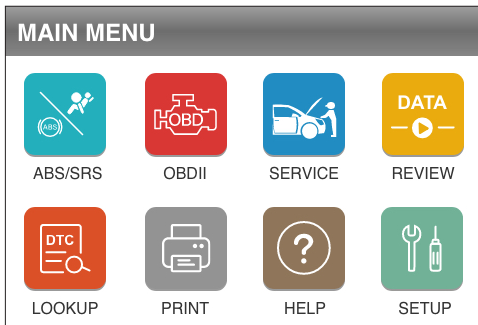 MAIN MENU
ABS
OBD
DATA
ABS/SRS
OBDII
SERVICE
REVIEW
DTC
?
LOOKUP
PRINT
HELP
SETUP